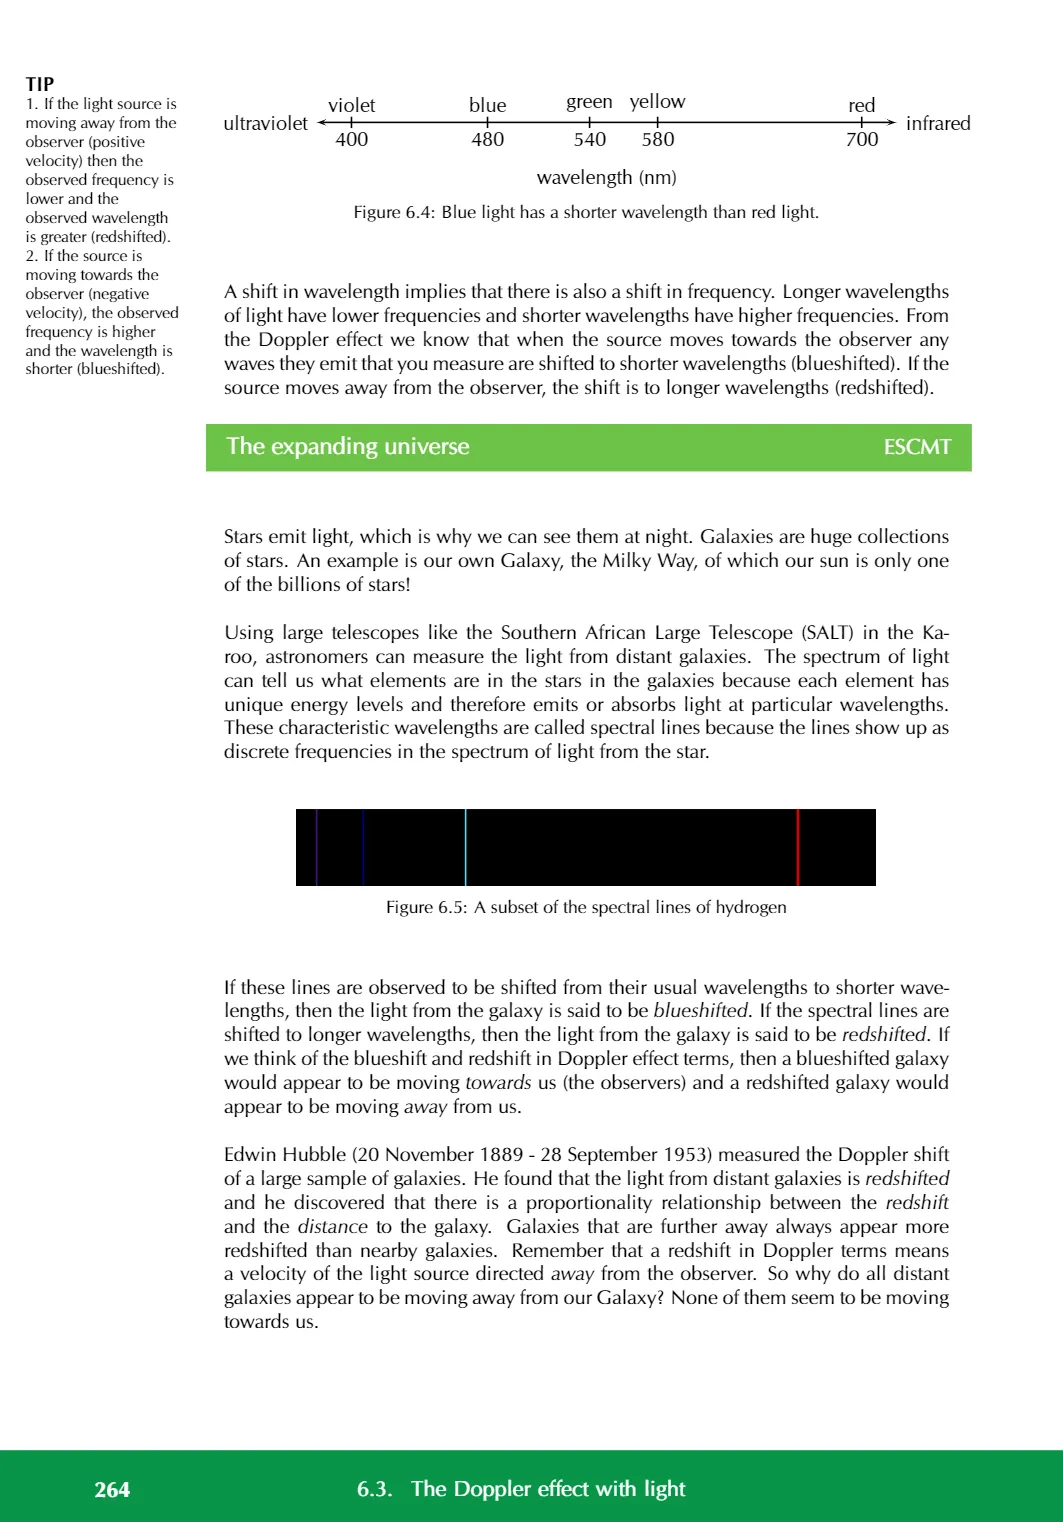 TIP
1. If the light source is
moving away from the
observer (positive
velocity) then the
observed frequency is
lower and the
observed wavelength
is greater (redshifted).
2. If the source is
moving towards the
observer (negative
velocity), the observed
frequency is higher
and the wavelength is
shorter (blueshifted).
violet blue green yellow red
ultraviolet infrared
400 480 540 580 700
wavelength (nm)
Figure 6.4: Blue light has a shorter wavelength than red light.
A shift in wavelength implies that there is also a shift in frequency. Longer wavelengths
of light have lower frequencies and shorter wavelengths have higher frequencies. From
the Doppler effect we know that when the source moves towards the observer any
waves they emit that you measure are shifted to shorter wavelengths (blueshifted). If the
source moves away from the observer, the shift is to longer wavelengths (redshifted).
The expanding universe ESCMT
Stars emit light, which is why we can see them at night. Galaxies are huge collections
of stars. An example is our own Galaxy, the Milky Way, of which our sun is only one
of the billions of stars!
Using large telescopes like the Southern African Large Telescope (SALT) in the Ka-
roo, astronomers can measure the light from distant galaxies. The spectrum of light
can tell us what elements are in the stars in the galaxies because each element has
unique energy levels and therefore emits or absorbs light at particular wavelengths.
These characteristic wavelengths are called spectral lines because the lines show up as
discrete frequencies in the spectrum of light from the star.
Figure 6.5: A subset of the spectral lines of hydrogen
If these lines are observed to be shifted from their usual wavelengths to shorter wave-
lengths, then the light from the galaxy is said to be blueshifted. If the spectral lines are
shifted to longer wavelengths, then the light from the galaxy is said to be redshifted. If
we think of the blueshift and redshift in Doppler effect terms, then a blueshifted galaxy
would appear to be moving towards us (the observers) and a redshifted galaxy would
appear to be moving away from us.
Edwin Hubble (20 November 1889 - 28 September 1953) measured the Doppler shift
of a large sample of galaxies. He found that the light from distant galaxies is redshifted
and he discovered that there is a proportionality relationship between the redshift
and the distance to the galaxy. Galaxies that are further away always appear more
redshifted than nearby galaxies. Remember that a redshift in Doppler terms means
a velocity of the light source directed away from the observer. So why do all distant
galaxies appear to be moving away from our Galaxy? None of them seem to be moving
towards us.
264 6.3. The Doppler effect with light